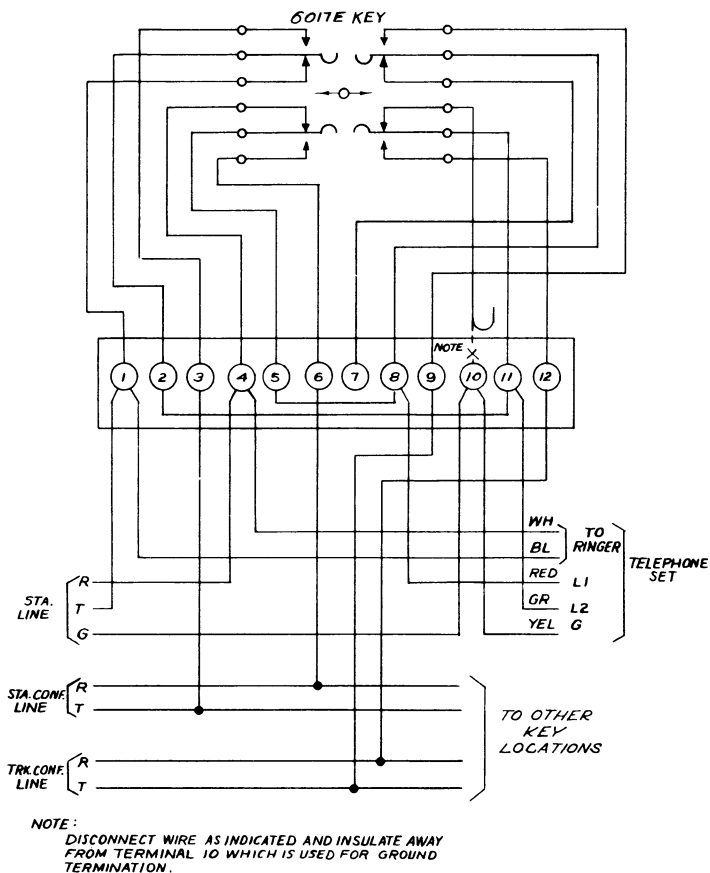 6017E KEY
NOTE
1 2 3 4 5 6 7 8 9 10 11 12
WH
BL
TO
RINGER
RED L1
GR L2
YEL G
TELEPHONE
SET
STA.
LINE
R
T
G
STA.CONF.
LINE
R
T
TRK.CONF.
LINE
R
T
TO OTHER
KEY
LOCATIONS
NOTE:
DISCONNECT WIRE AS INDICATED AND INSULATE AWAY
FROM TERMINAL 10 WHICH IS USED FOR GROUND
TERMINATION.